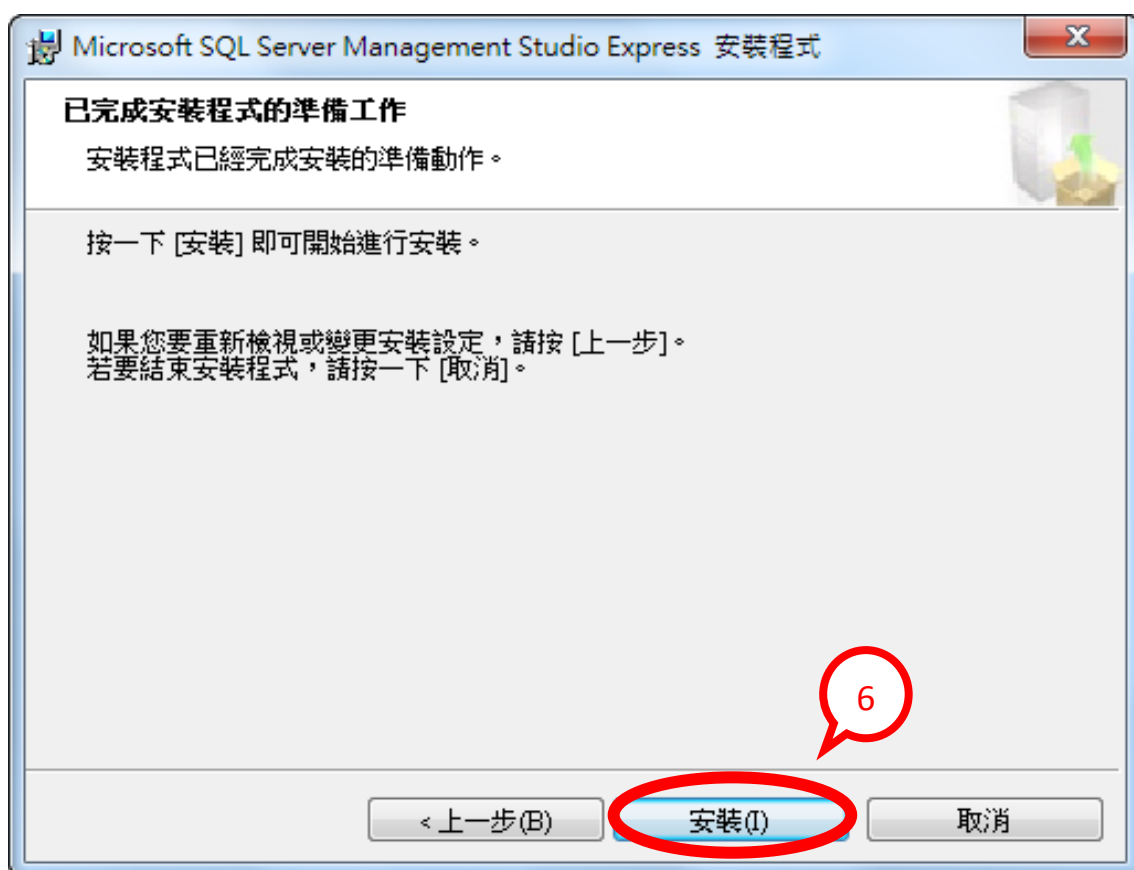 Microsoft SQL Server Management Studio Express 安裝程式
已完成安裝程式的準備工作
安裝程式已經完成安裝的準備動作。
按一下 [安裝] 即可開始進行安裝。
如果您要重新檢視或變更安裝設定，請按 [上一步]。
若要結束安裝程式，請按一下 [取消]。
6
<上一步(B)
安裝(I)
取消